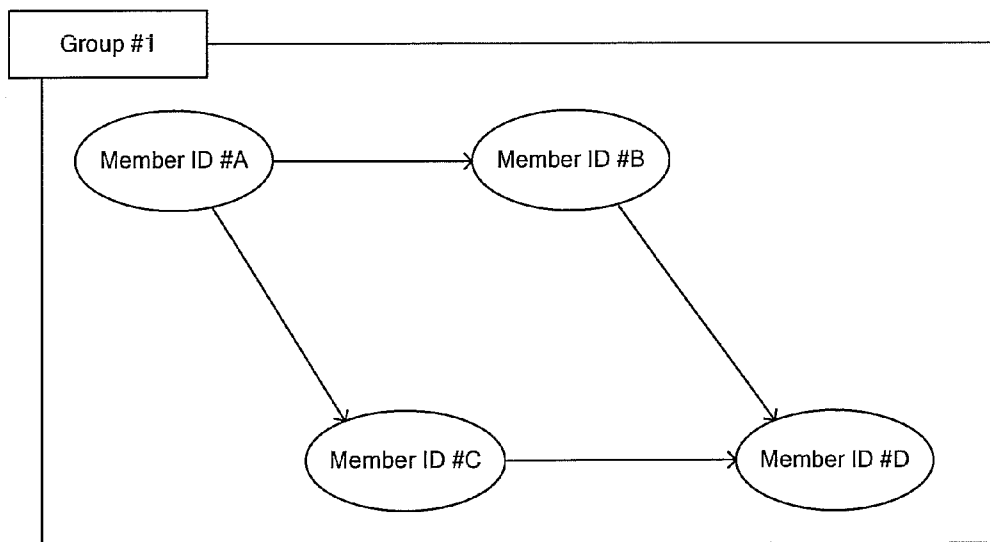 Group #1
Member ID #A
Member ID #B
Member ID #C
Member ID #D